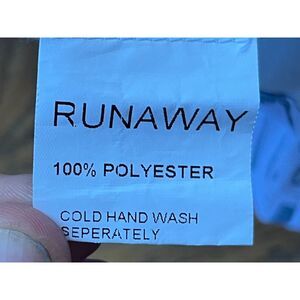 RUNAWAY
100% POLYESTER
COLD HAND WASH
SEPERATELY